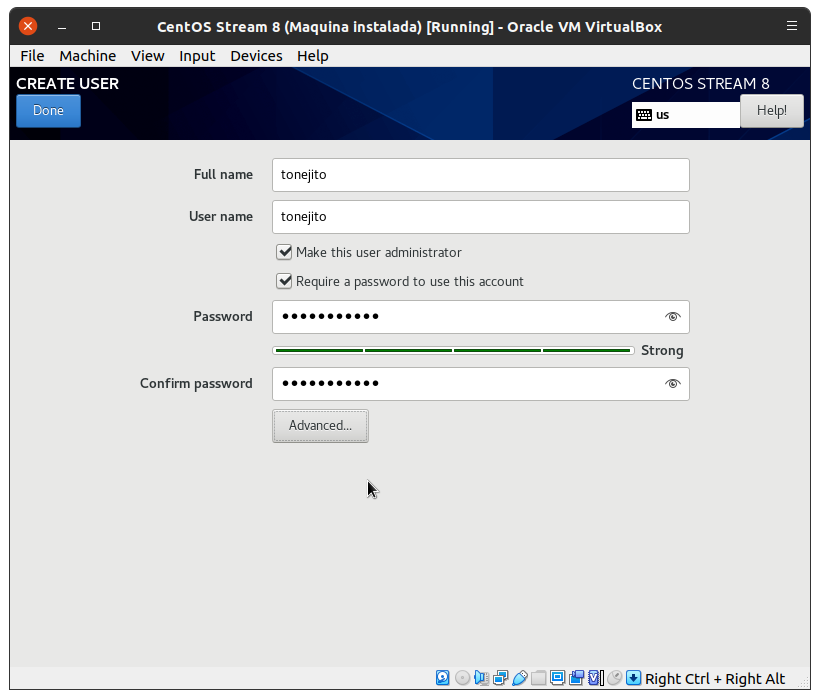 CentOS Stream 8 (Maquina instalada) [Running] - Oracle VM VirtualBox
File Machine View Input Devices Help
CREATE USER
CENTOS STREAM 8
Done
us
Help!
Full name
tonejito
User name
tonejito
Make this user administrator
Require a password to use this account
Password
●●●●●●●●●●●
Strong
Confirm password
●●●●●●●●●●●
Advanced...
Right Ctrl + Right Alt